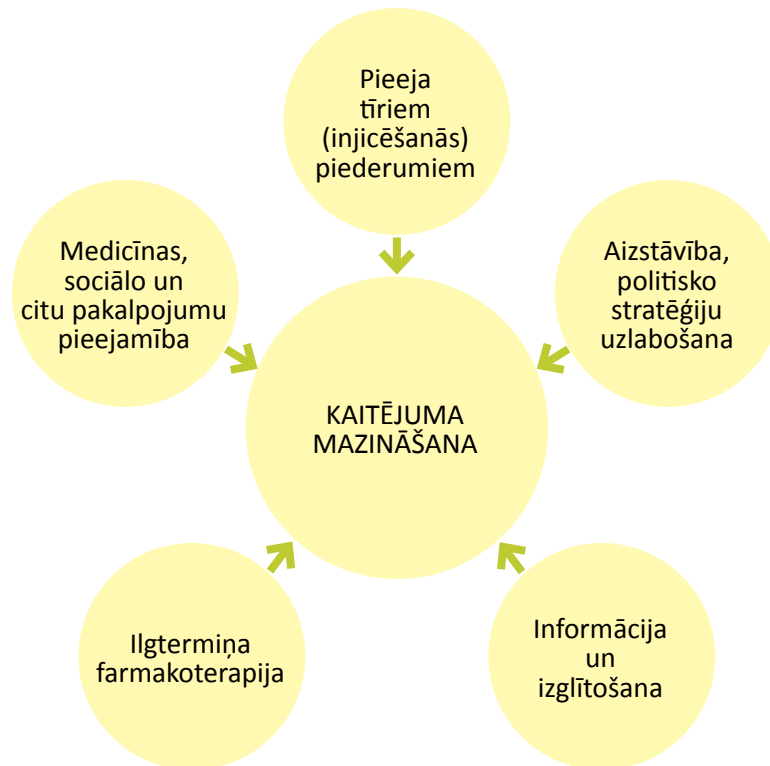 Pieeja
tīriem
(injicēšanās)
piederumiem
Medicīnas,
sociālo un
citu pakalpojumu
pieejamība
Aizstāvība,
politisko
stratēģiju
uzlabošana
KAITĒJUMA
MAZINĀŠANA
Ilgtermiņa
farmakoterapija
Informācija
un
izglītošana